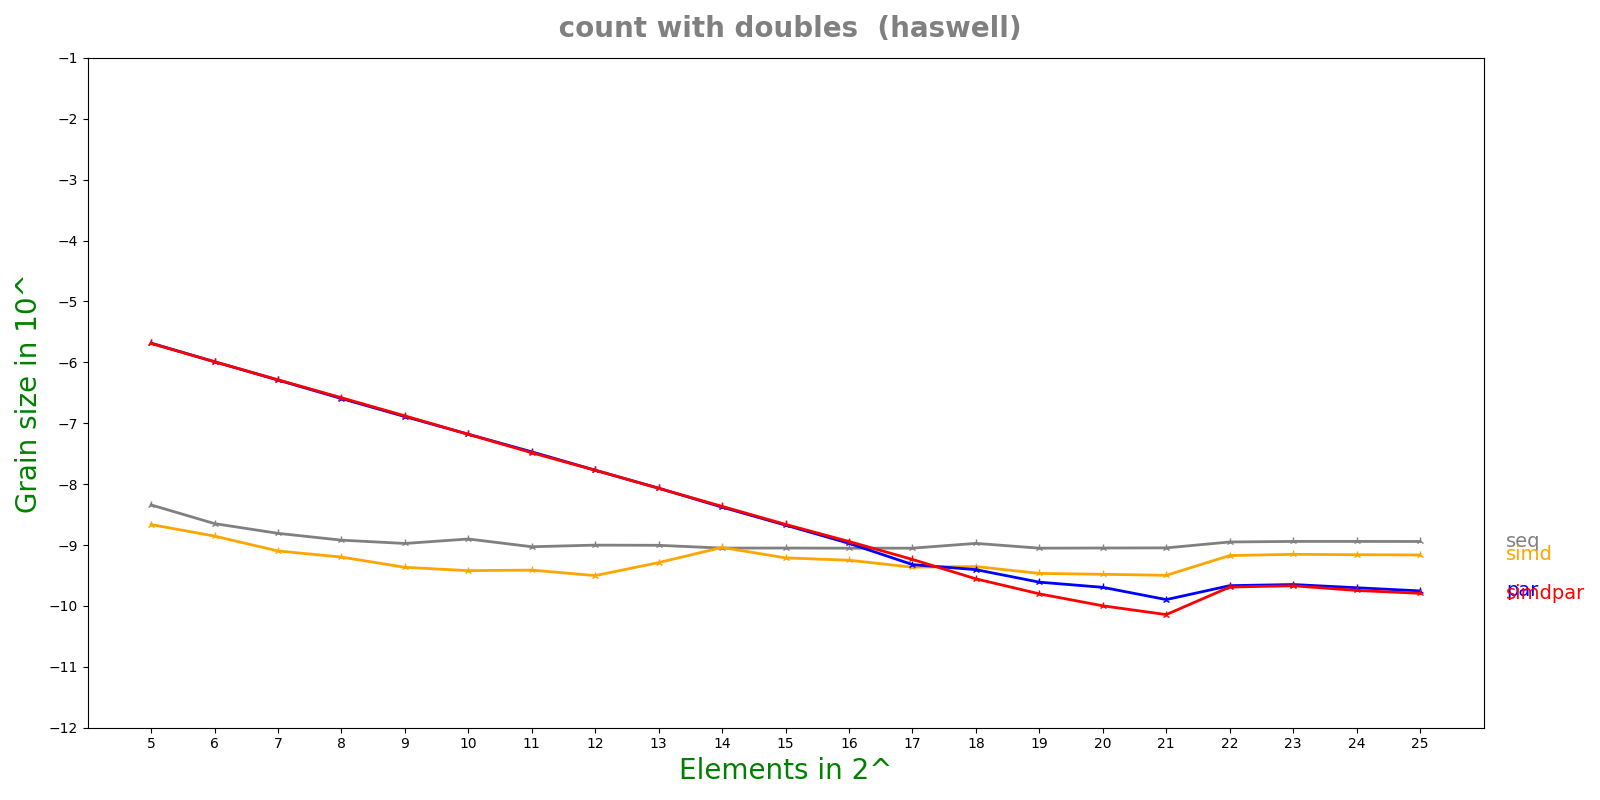 count with doubles (haswell)
−1
−2
−3
−4
−5
−6
−7
−8
−9
−10
−11
−12
Grain size in 10^
seq
simd
par
simdpar
5 6 7 8 9 10 11 12 13 14 15 16 17 18 19 20 21 22 23 24 25
Elements in 2^